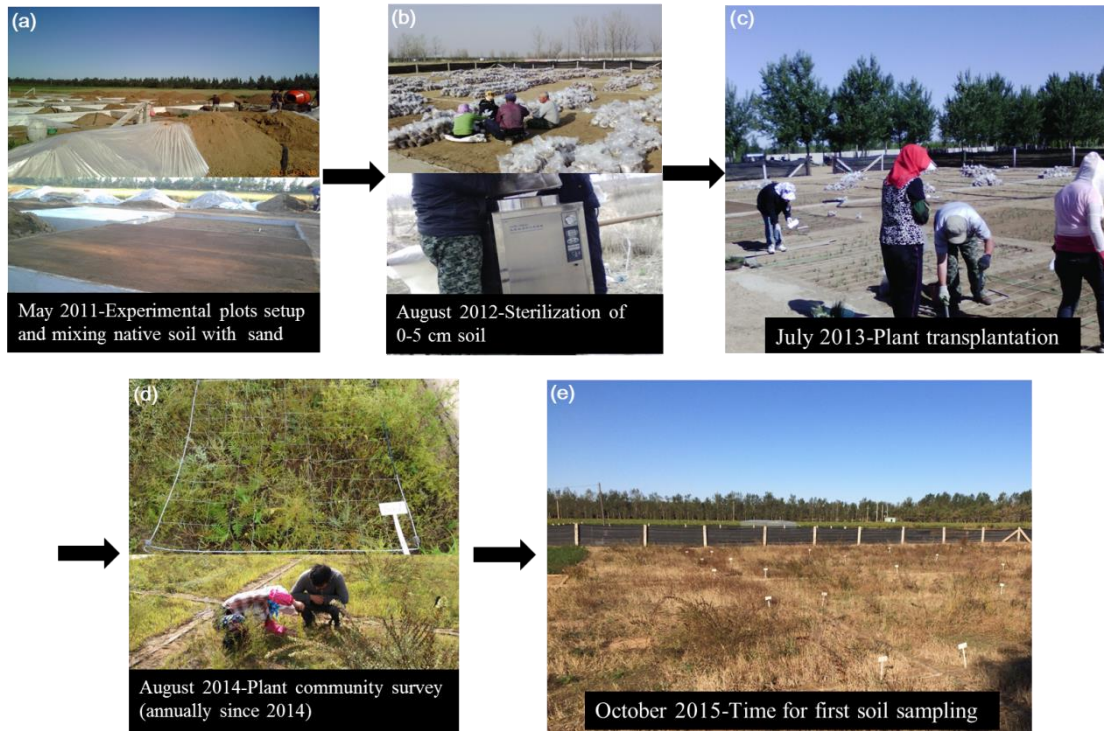 (a)
May 2011-Experimental plots setup
and mixing native soil with sand
(b)
August 2012-Sterilization of
0-5 cm soil
(c)
July 2013-Plant transplantation
(d)
August 2014-Plant community survey
(annually since 2014)
(e)
October 2015-Time for first soil sampling